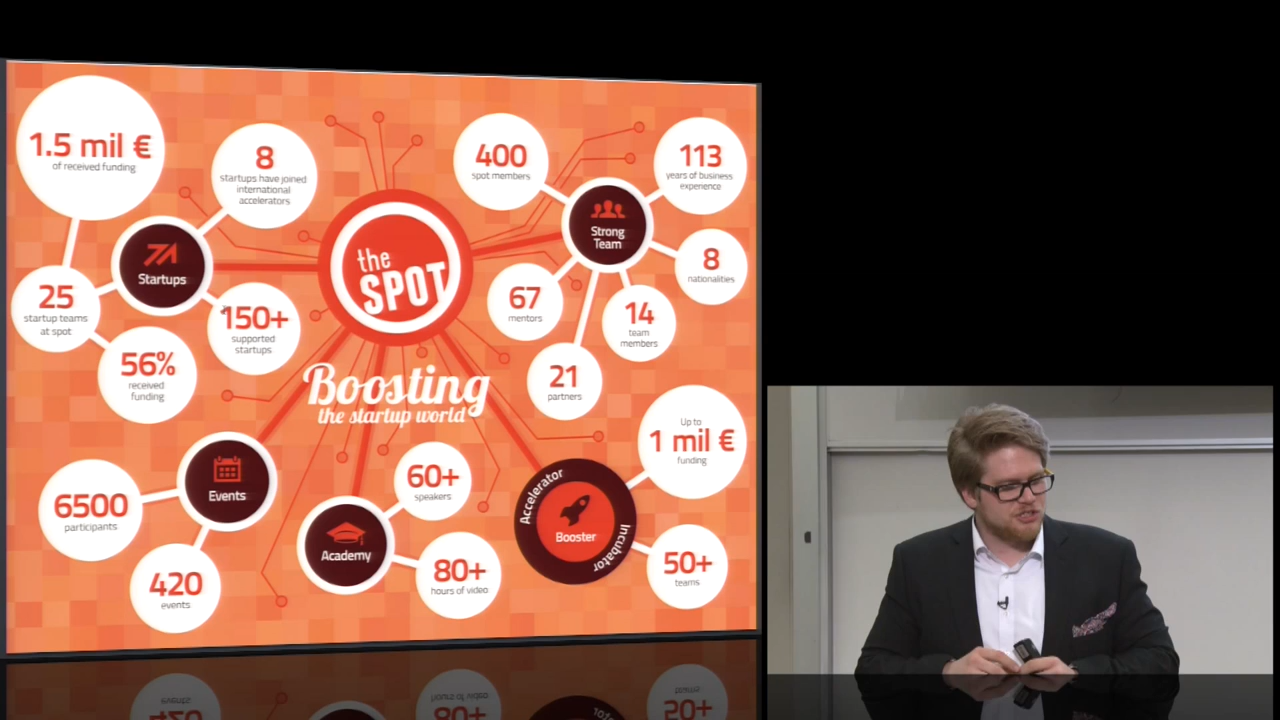 1.5 mil €
of received funding
8
startups have joined
international
accelerators
Startups
25
startup teams
at spot
150+
supported
startups
56%
received
funding
the
SPOT
Boosting
the startup world
400
spot members
113
years of business
experience
Strong
Team
8
nationalities
67
mentors
14
team
members
21
partners
Up to
1 mil €
funding
Events
6500
participants
420
events
60+
speakers
Academy
80+
hours of video
Accelerator
Booster
Incubator
50+
teams